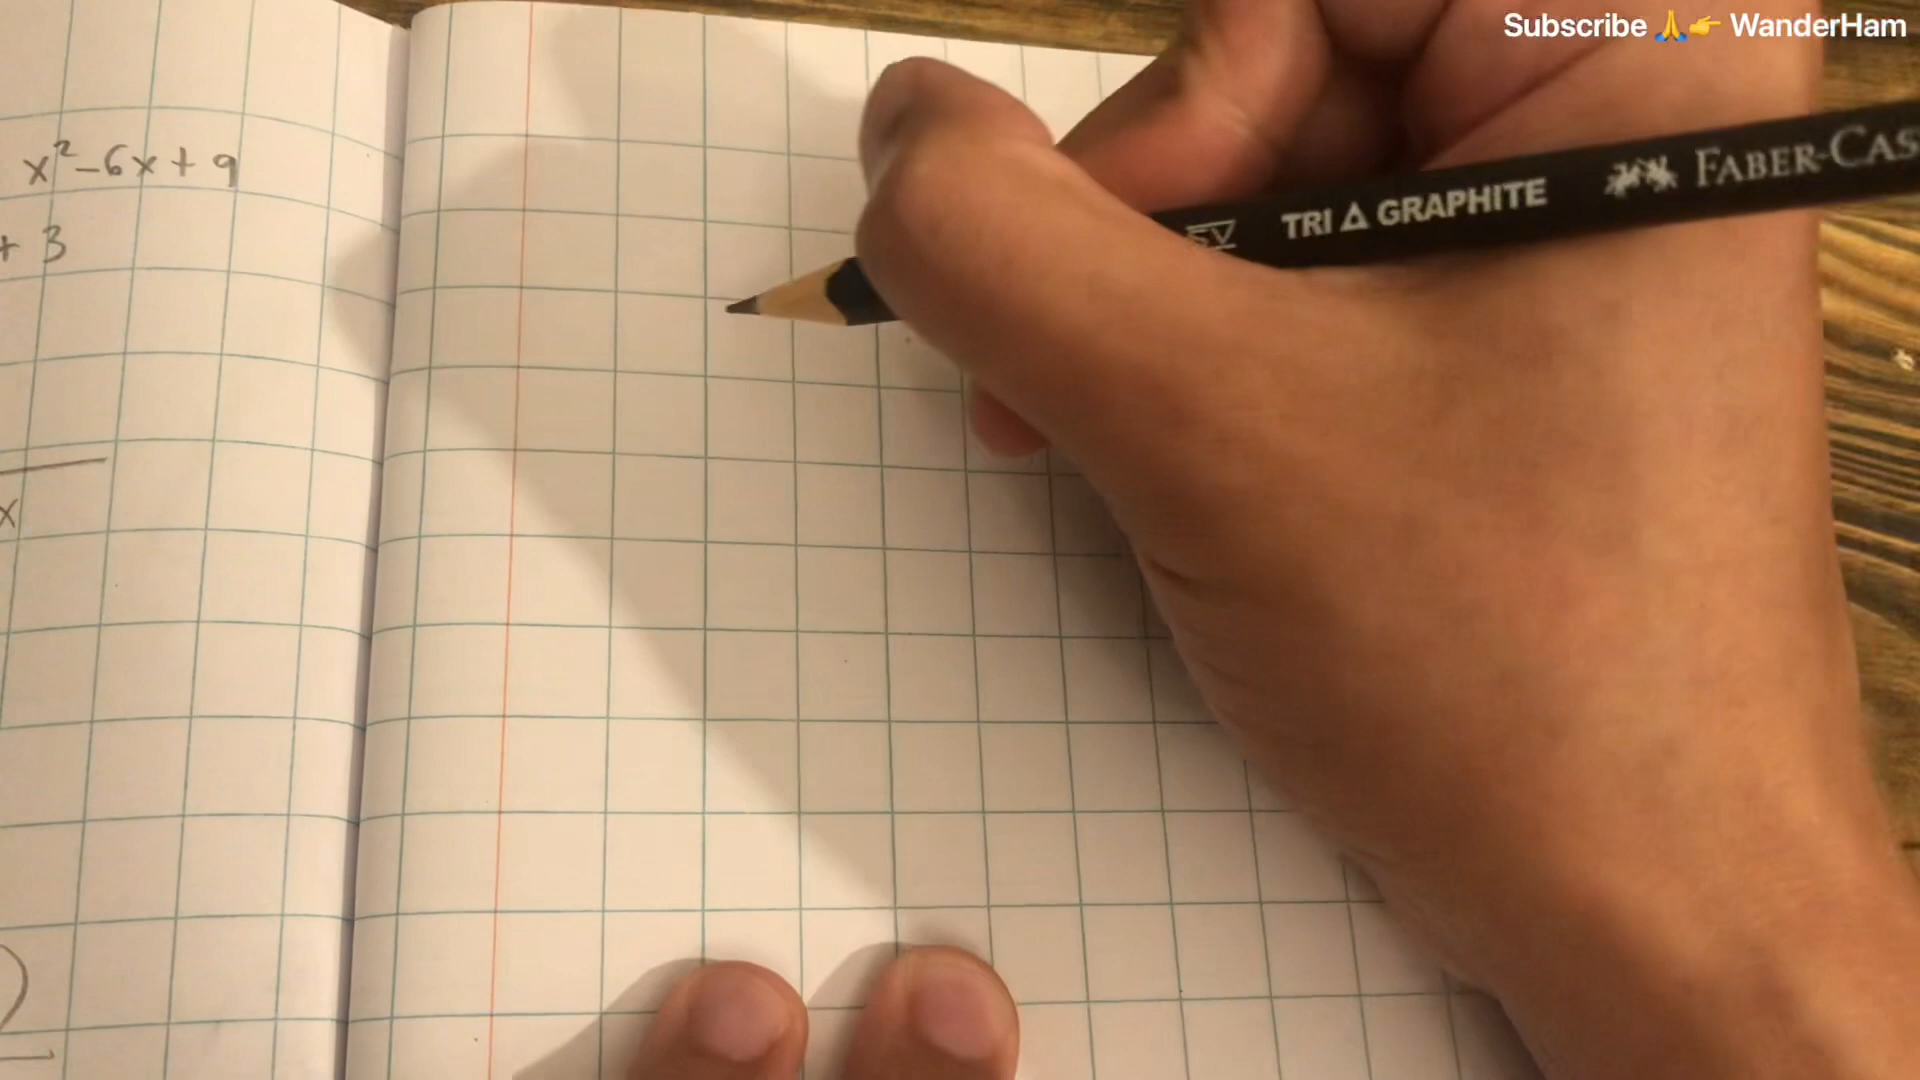 Subscribe 🙏👉 WanderHam
x²-6x+9
+ 3
x
TRI GRAPHITE FABER-CAS